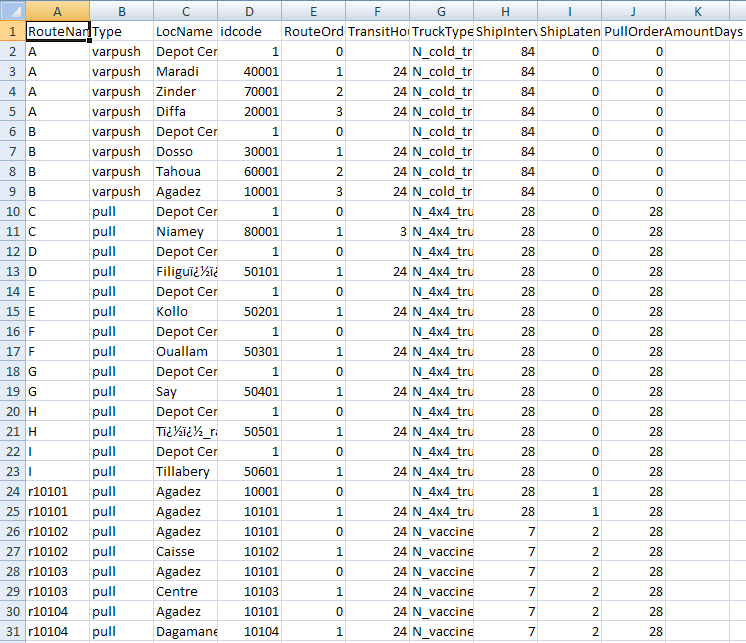 A B C D E F G H I J K
1 RouteNan Type LocName idcode RouteOrd TransitHou TruckType ShipInterv ShipLaten PullOrderAmountDays
2 A varpush Depot Cer 1 0 N_cold_tr 84 0 0
3 A varpush Maradi 40001 1 24 N_cold_tr 84 0 0
4 A varpush Zinder 70001 2 24 N_cold_tr 84 0 0
5 A varpush Diffa 20001 3 24 N_cold_tr 84 0 0
6 B varpush Depot Cer 1 0 N_cold_tr 84 0 0
7 B varpush Dosso 30001 1 24 N_cold_tr 84 0 0
8 B varpush Tahoua 60001 2 24 N_cold_tr 84 0 0
9 B varpush Agadez 10001 3 24 N_cold_tr 84 0 0
10 C pull Depot Cer 1 0 N_4x4_tru 28 0 28
11 C pull Niamey 80001 1 3 N_4x4_tru 28 0 28
12 D pull Depot Cer 1 0 N_4x4_tru 28 0 28
13 D pull Filiguï¿½ï¿ 50101 1 24 N_4x4_tru 28 0 28
14 E pull Depot Cer 1 0 N_4x4_tru 28 0 28
15 E pull Kollo 50201 1 24 N_4x4_tru 28 0 28
16 F pull Depot Cer 1 0 N_4x4_tru 28 0 28
17 F pull Ouallam 50301 1 24 N_4x4_tru 28 0 28
18 G pull Depot Cer 1 0 N_4x4_tru 28 0 28
19 G pull Say 50401 1 24 N_4x4_tru 28 0 28
20 H pull Depot Cer 1 0 N_4x4_tru 28 0 28
21 H pull Tï¿½ï¿½_ra 50501 1 24 N_4x4_tru 28 0 28
22 I pull Depot Cer 1 0 N_4x4_tru 28 0 28
23 I pull Tillabery 50601 1 24 N_4x4_tru 28 0 28
24 r10101 pull Agadez 10001 0 N_4x4_tru 28 1 28
25 r10101 pull Agadez 10101 1 24 N_4x4_tru 28 1 28
26 r10102 pull Agadez 10101 0 24 N_vaccine 7 2 28
27 r10102 pull Caisse 10102 1 24 N_vaccine 7 2 28
28 r10103 pull Agadez 10101 0 24 N_vaccine 7 2 28
29 r10103 pull Centre 10103 1 24 N_vaccine 7 2 28
30 r10104 pull Agadez 10101 0 24 N_vaccine 7 2 28
31 r10104 pull Dagamane 10104 1 24 N_vaccine 7 2 28